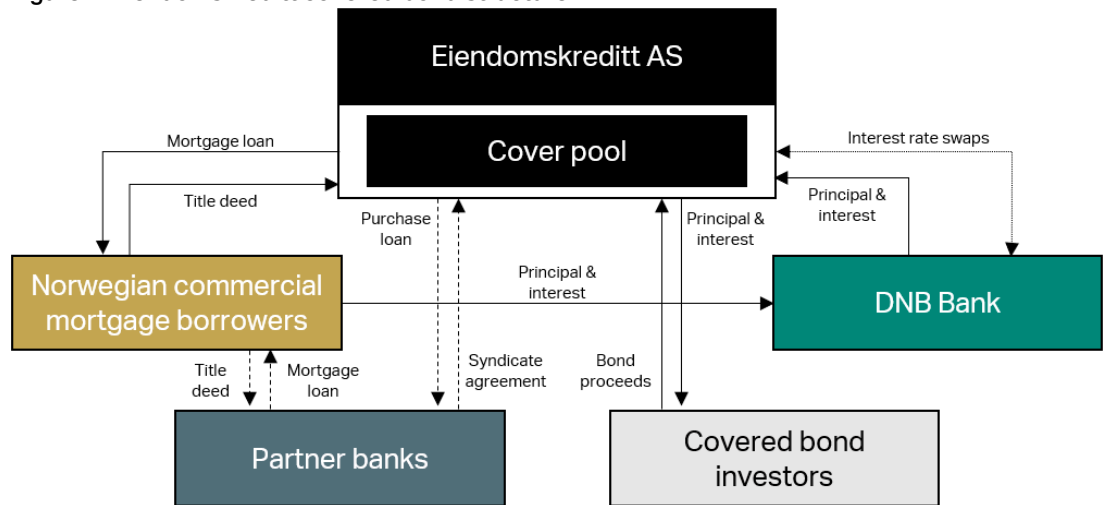 Eiendomskreditt AS
Cover pool
Mortgage loan
Title deed
Interest rate swaps
Principal &
interest
Purchase
loan
Principal &
interest
Norwegian commercial
mortgage borrowers
Principal &
interest
DNB Bank
Title
deed
Mortgage
loan
Syndicate
agreement
Bond
proceeds
Partner banks
Covered bond
investors